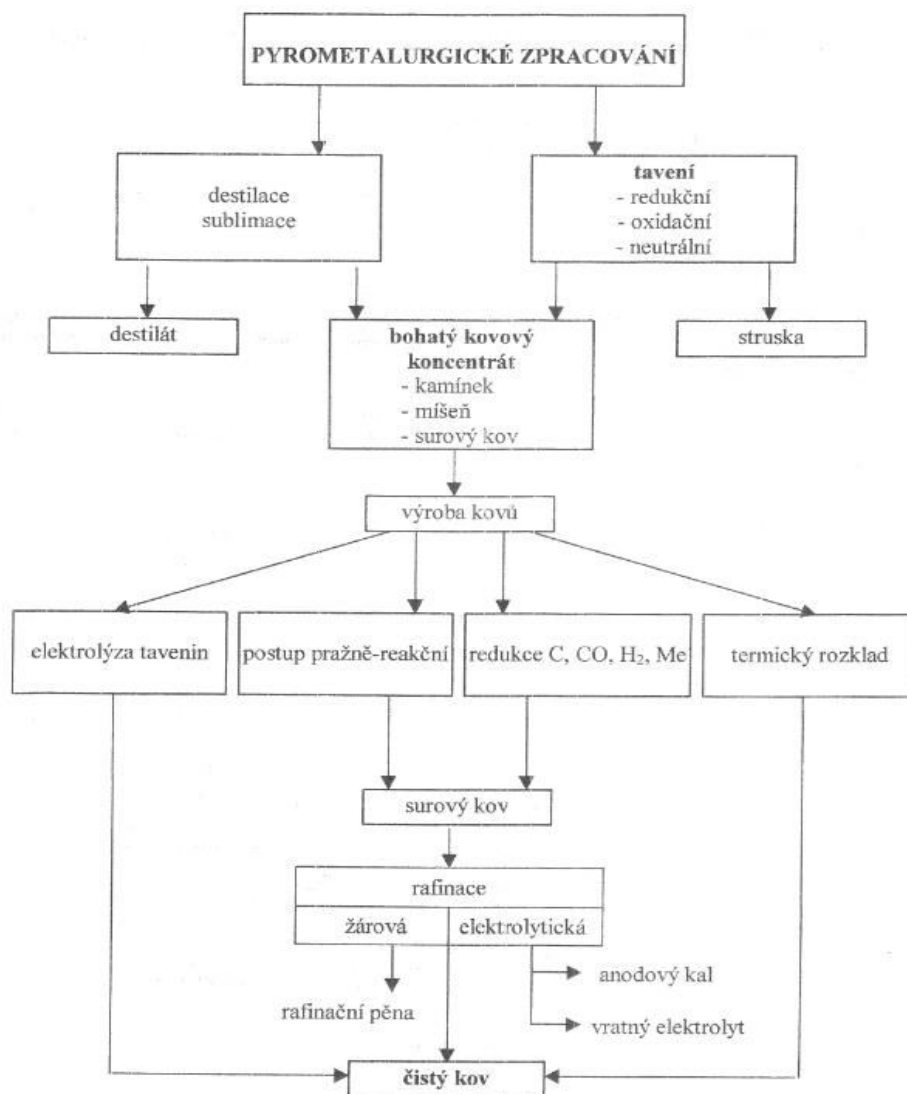 PYROMETALURGICKÉ ZPRACOVÁNÍ
destilace
sublimace
tavení
- redukční
- oxidační
- neutrální
destilát
bohatý kovový
koncentrát
- kamínek
- míšeň
- surový kov
struska
výroba kovů
elektrolýza tavenin
postup pražně-reakční
redukce C, CO, H₂, Me
termický rozklad
surový kov
rafinace
žárová
elektrolytická
rafinační pěna
anodový kal
vratný elektrolyt
čistý kov